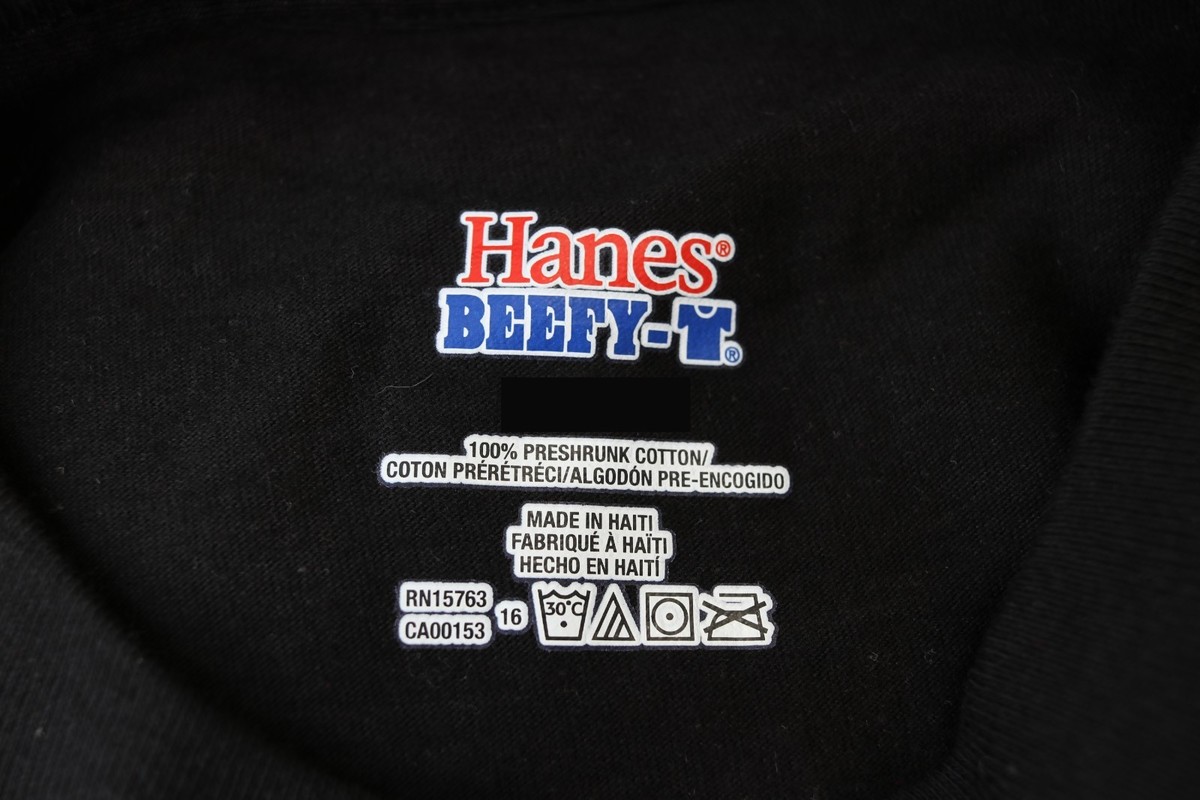 Hanes®
BEEFY-T®
100% PRESHRUNK COTTON/
COTON PRÉRÉTRÉCI/ALGODÓN PRE-ENCOGIDO
MADE IN HAITI
FABRIQUÉ À HAÏTI
HECHO EN HAITÍ
RN15763
CA00153
16
30°C